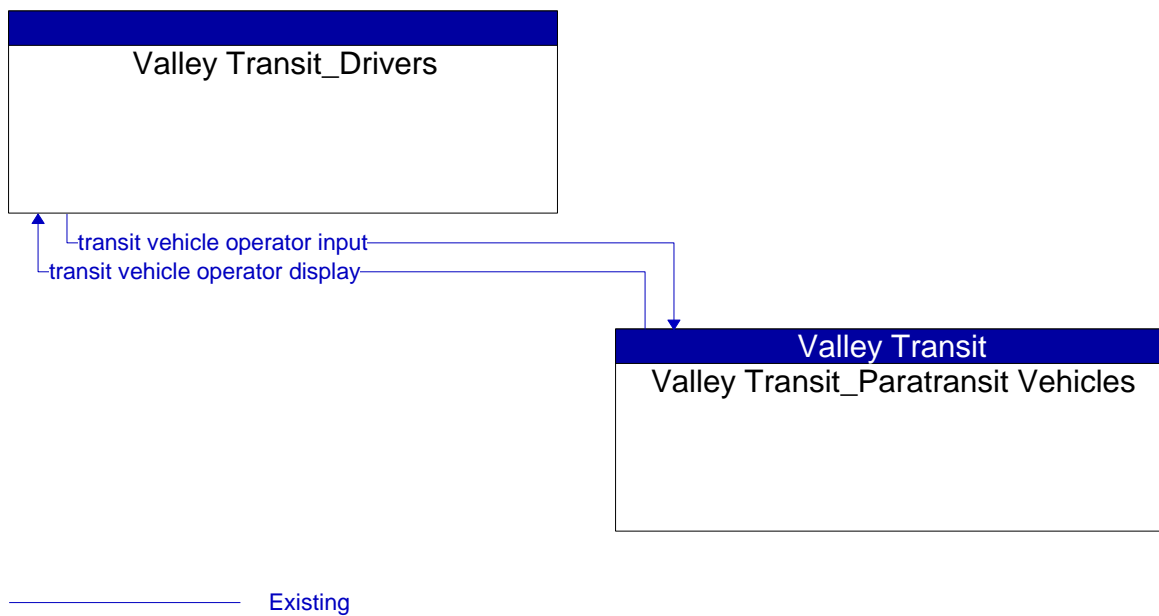 Valley Transit_Drivers
transit vehicle operator input
transit vehicle operator display
Valley Transit
Valley Transit_Paratransit Vehicles
Existing